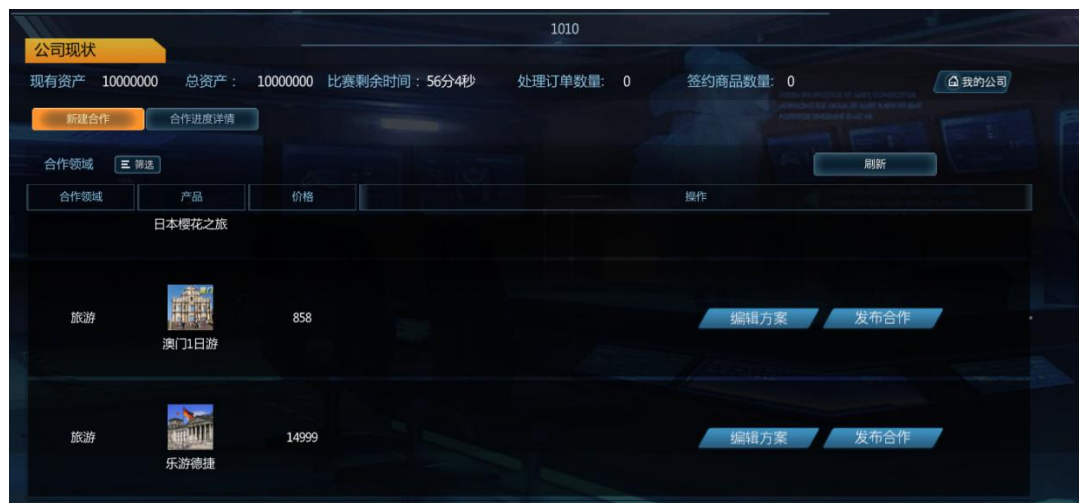 1010
公司现状
现有资产 10000000 总资产： 10000000 比赛剩余时间：56分4秒 处理订单数量: 0 签约商品数量: 0 我的公司
新建合作 合作进度详情
合作领域 筛选 刷新
合作领域 产品 价格 操作
日本樱花之旅
旅游 858 编辑方案 发布合作
澳门1日游
旅游 14999 编辑方案 发布合作
乐游德捷